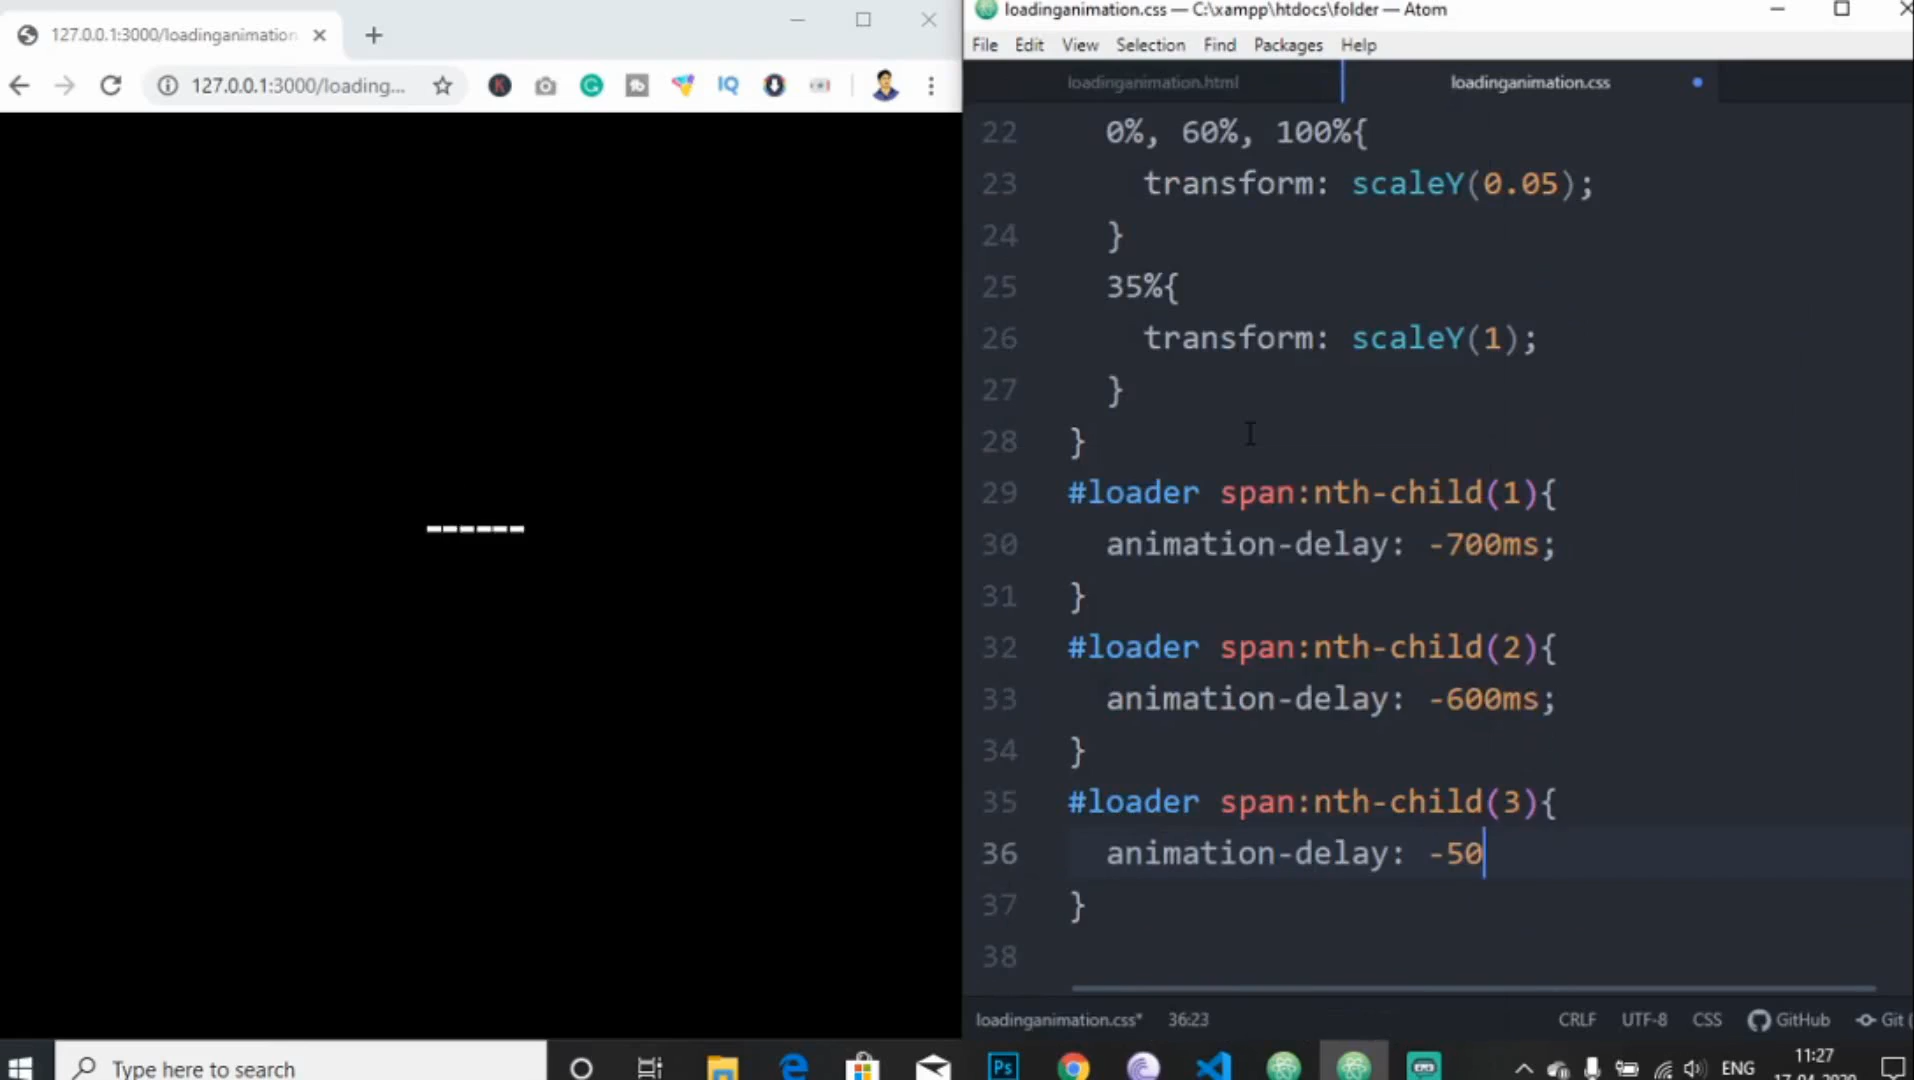 127.0.0.1:3000/loadinganimation
127.0.0.1:3000/loading...
IQ
loadinganimation.css — C:\xampp\htdocs\folder — Atom
File Edit View Selection Find Packages Help
loadinganimation.html loadinganimation.css
22 0%, 60%, 100%{
23 transform: scaleY(0.05);
24 }
25 35%{
26 transform: scaleY(1);
27 }
28 }
29 #loader span:nth-child(1){
30 animation-delay: -700ms;
31 }
32 #loader span:nth-child(2){
33 animation-delay: -600ms;
34 }
35 #loader span:nth-child(3){
36 animation-delay: -50
37 }
38
loadinganimation.css* 36:23 CRLF UTF-8 CSS GitHub Git (
Type here to search
Ps
ENG
11:27